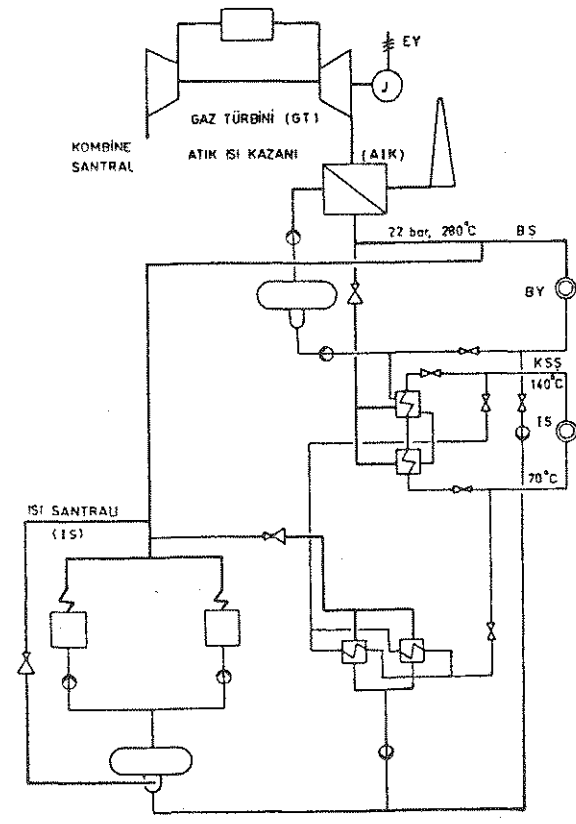 EY
J
GAZ TÜRBİNİ (GT)
KOMBİNE
SANTRAL
ATIK ISI KAZANI
(AIK)
22 bar, 280°C
BS
BY
KSŞ
140°C
IS
70°C
ISI SANTRALI
(IS)